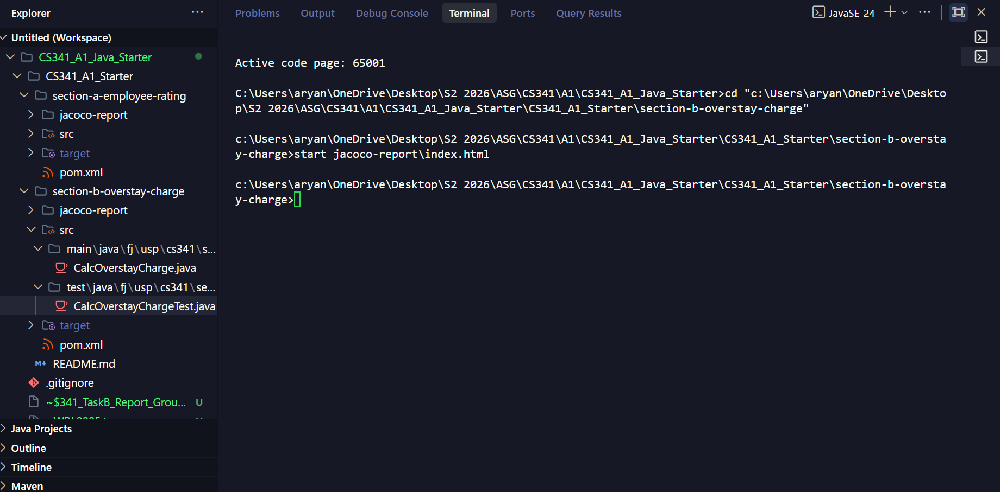 Explorer
Untitled (Workspace)
CS341_A1_Java_Starter
CS341_A1_Starter
section-a-employee-rating
jacoco-report
src
target
pom.xml
section-b-overstay-charge
jacoco-report
src
main\java\fj\usp\cs341\s...
CalcOverstayCharge.java
test\java\fj\usp\cs341\se...
CalcOverstayChargeTest.java
target
pom.xml
README.md
.gitignore
~$341_TaskB_Report_Grou... U
Java Projects
Outline
Timeline
Maven
Problems Output Debug Console Terminal Ports Query Results JavaSE-24
Active code page: 65001
C:\Users\aryan\OneDrive\Desktop\S2 2026\ASG\CS341\A1\CS341_A1_Java_Starter>cd "c:\Users\aryan\OneDrive\Deskto
p\S2 2026\ASG\CS341\A1\CS341_A1_Java_Starter\CS341_A1_Starter\section-b-overstay-charge"
c:\Users\aryan\OneDrive\Desktop\S2 2026\ASG\CS341\A1\CS341_A1_Java_Starter\CS341_A1_Starter\section-b-oversta
y-charge>start jacoco-report\index.html
c:\Users\aryan\OneDrive\Desktop\S2 2026\ASG\CS341\A1\CS341_A1_Java_Starter\CS341_A1_Starter\section-b-oversta
y-charge>